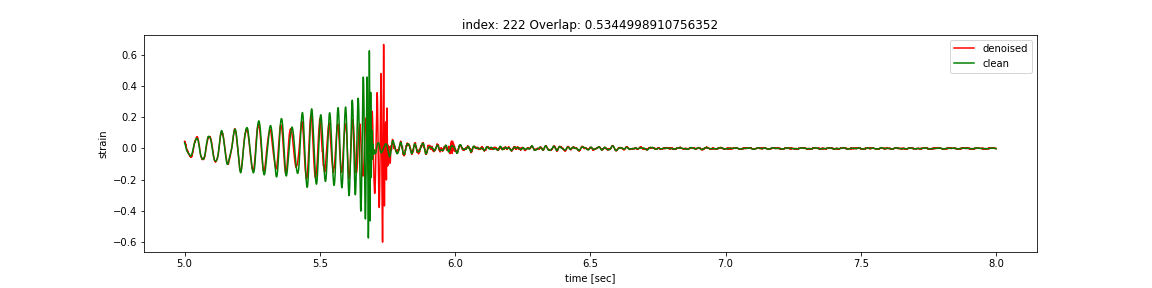 index: 222 Overlap: 0.5344998910756352
denoised
clean
0.6
0.4
0.2
0.0
−0.2
−0.4
−0.6
strain
5.0 5.5 6.0 6.5 7.0 7.5 8.0
time [sec]